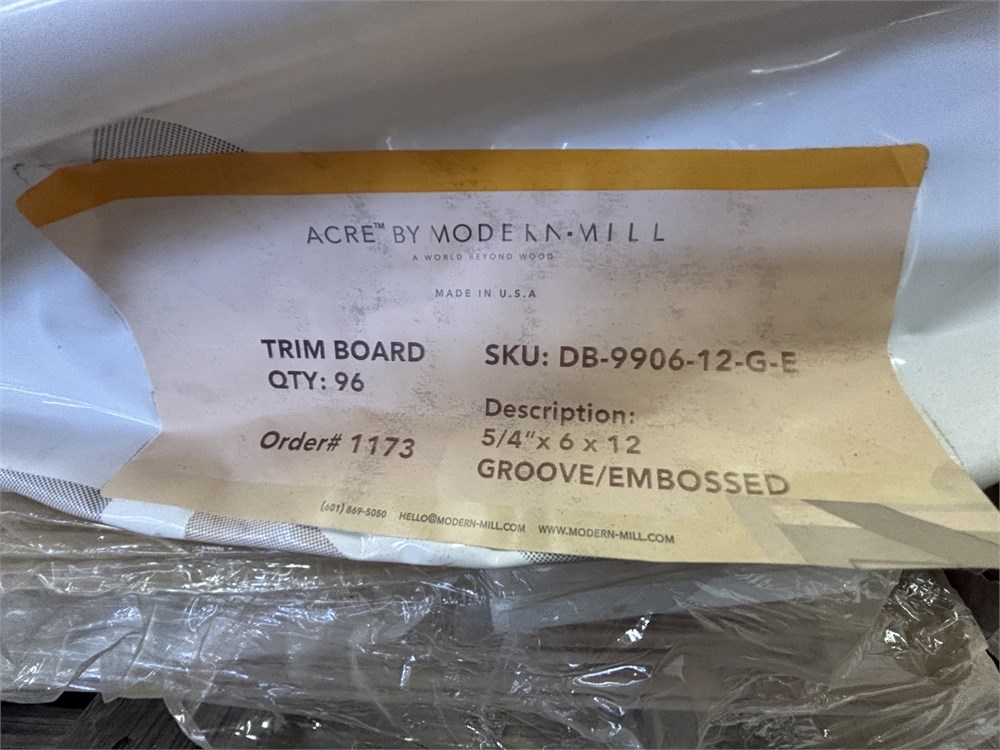 ACRE™ BY MODERN•MILL
A WORLD BEYOND WOOD
MADE IN U.S.A
TRIM BOARD
QTY: 96
Order# 1173
SKU: DB-9906-12-G-E
Description:
5/4"x 6 x 12
GROOVE/EMBOSSED
(601) 869-5050 HELLO@MODERN-MILL.COM WWW.MODERN-MILL.COM